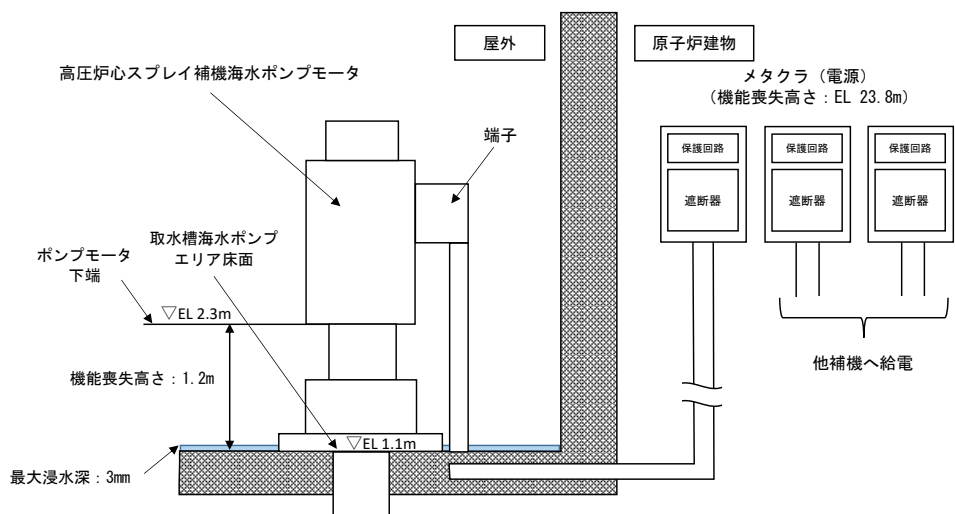 屋外
原子炉建物
高圧炉心スプレイ補機海水ポンプモータ
メタクラ（電源）
（機能喪失高さ：EL 23.8m）
端子
保護回路
保護回路
保護回路
遮断器
遮断器
遮断器
取水槽海水ポンプ
エリア床面
ポンプモータ
下端
▽EL 2.3m
機能喪失高さ：1.2m
他補機へ給電
▽EL 1.1m
最大浸水深：3mm